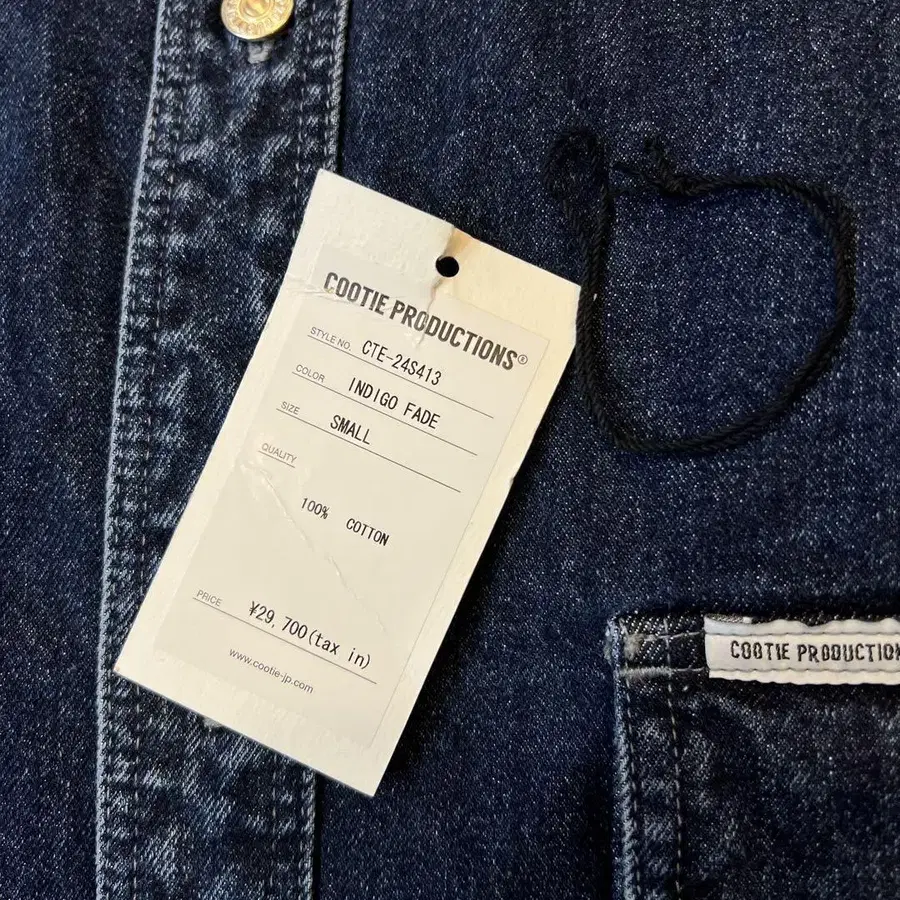 COOTIE PRODUCTIONS®
STYLE NO. CTE-24S413
COLOR INDIGO FADE
SIZE SMALL
QUALITY
100% COTTON
PRICE ¥29,700(tax in)
www.cootie-jp.com
COOTIE PRODUCTION